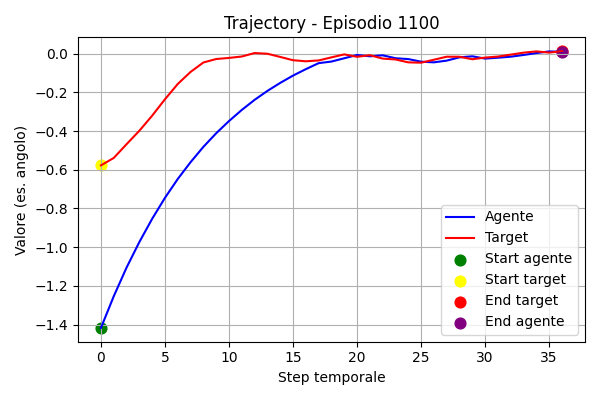 Trajectory - Episodio 1100
Valore (es. angolo)
0.0
−0.2
−0.4
−0.6
−0.8
−1.0
−1.2
−1.4
Agente
Target
Start agente
Start target
End target
End agente
0 5 10 15 20 25 30 35
Step temporale